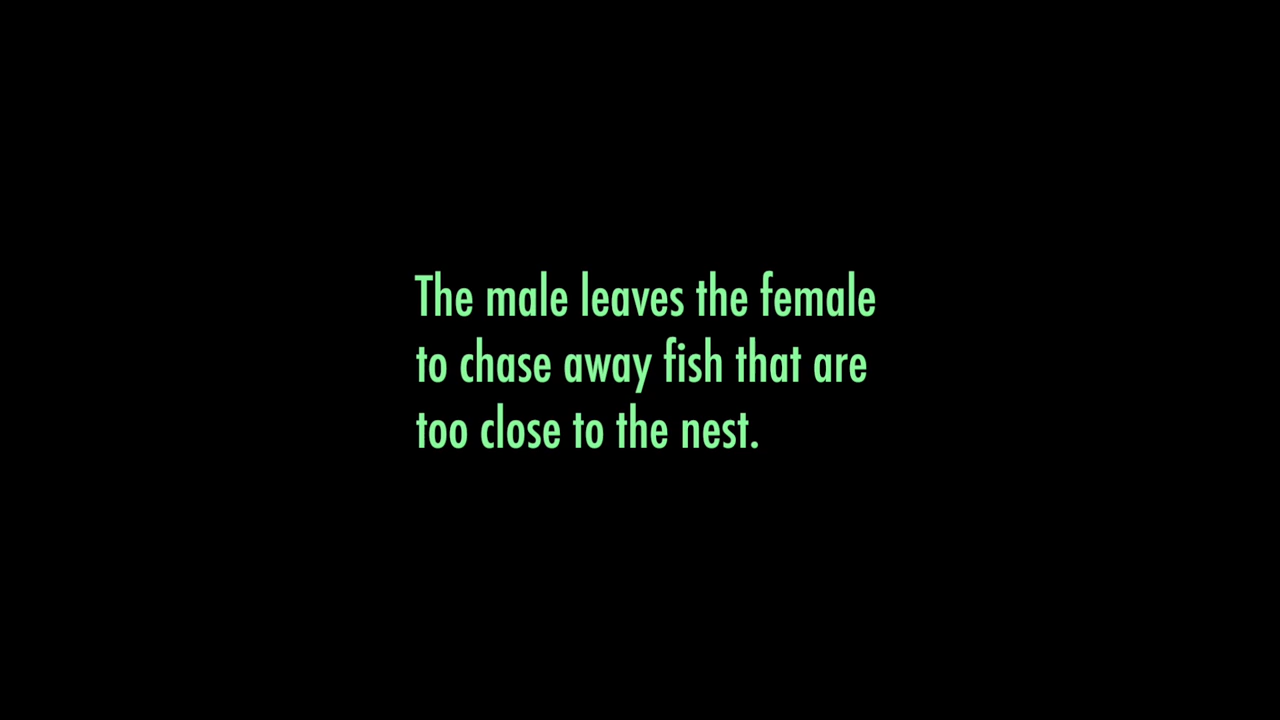 The male leaves the female
to chase away fish that are
too close to the nest.